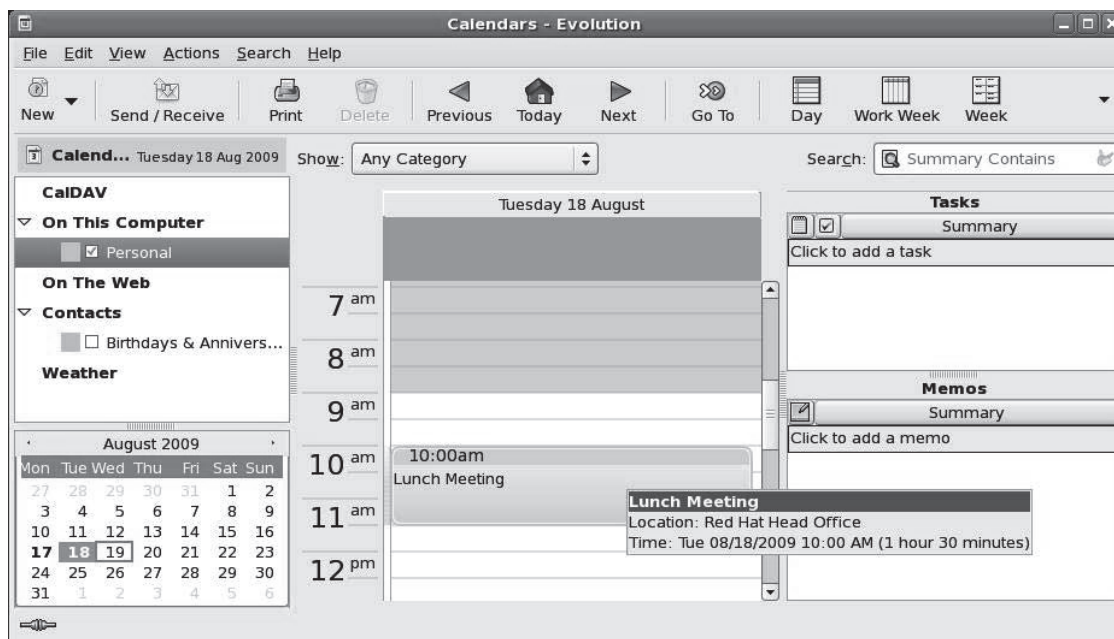 Calendars - Evolution
File Edit View Actions Search Help
New Send / Receive Print Delete Previous Today Next Go To Day Work Week Week
Calend... Tuesday 18 Aug 2009
Show: Any Category
Search: Summary Contains
CalDAV
On This Computer
Personal
On The Web
Contacts
Birthdays & Annivers...
Weather
August 2009
Mon Tue Wed Thu Fri Sat Sun
27 28 29 30 31 1 2
3 4 5 6 7 8 9
10 11 12 13 14 15 16
17 18 19 20 21 22 23
24 25 26 27 28 29 30
31 1 2 3 4 5 6
Tuesday 18 August
7 am
8 am
9 am
10 am
11 am
12 pm
10:00am
Lunch Meeting
Lunch Meeting
Location: Red Hat Head Office
Time: Tue 08/18/2009 10:00 AM (1 hour 30 minutes)
Tasks
Summary
Click to add a task
Memos
Summary
Click to add a memo